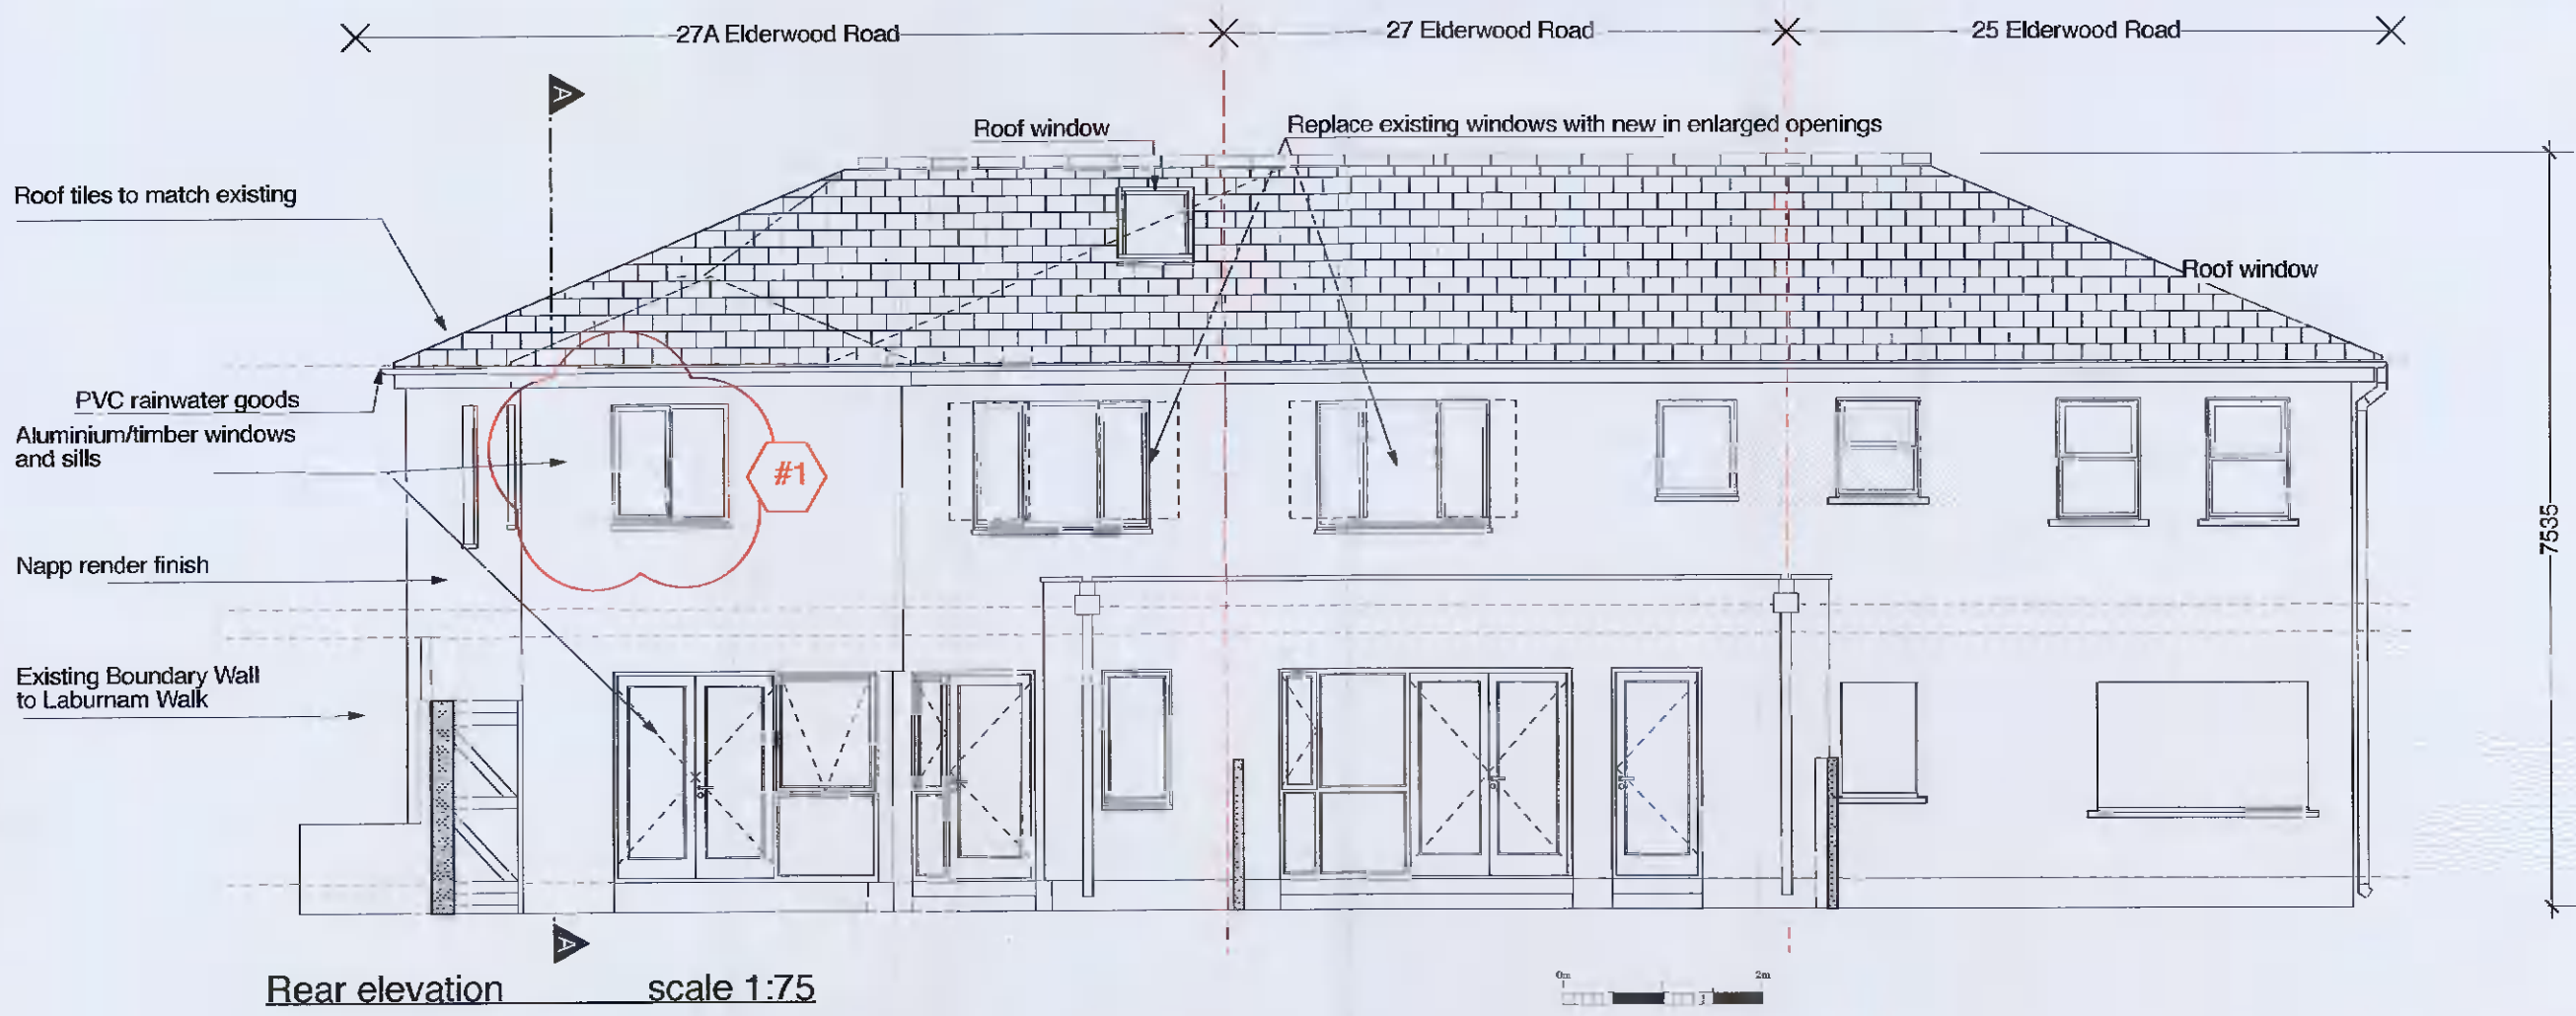 27A Elderwood Road
27 Elderwood Road
25 Elderwood Road
A
Roof window
Replace existing windows with new in enlarged openings
Roof tiles to match existing
Roof window
PVC rainwater goods
Aluminium/timber windows
and sills
#1
7535
Napp render finish
Existing Boundary Wall
to Laburnam Walk
A
Rear elevation scale 1:75
0m 2m